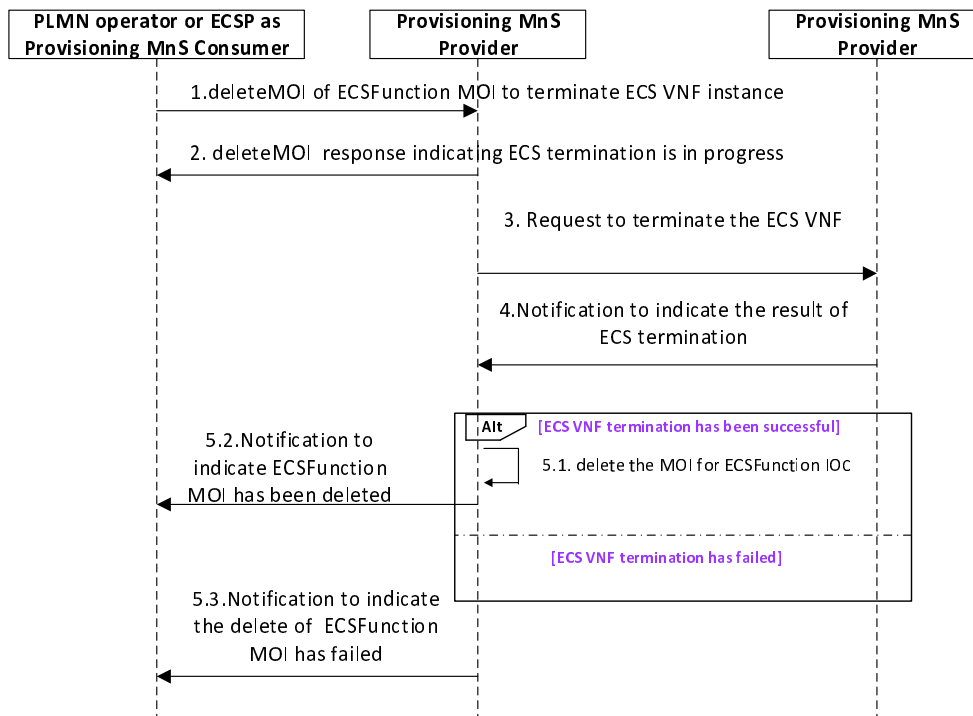 PLMN operator or ECSP as
Provisioning MnS Consumer
Provisioning MnS
Provider
Provisioning MnS
Provider
1.deleteMOI of ECSFunction MOI to terminate ECS VNF instance
2. deleteMOI response indicating ECS termination is in progress
3. Request to terminate the ECS VNF
4.Notification to indicate the result of
ECS termination
Alt
[ECS VNF termination has been successful]
5.1. delete the MOI for ECSFunction IOC
5.2.Notification to
indicate ECSFunction
MOI has been deleted
[ECS VNF termination has failed]
5.3.Notification to indicate
the delete of ECSFunction
MOI has failed